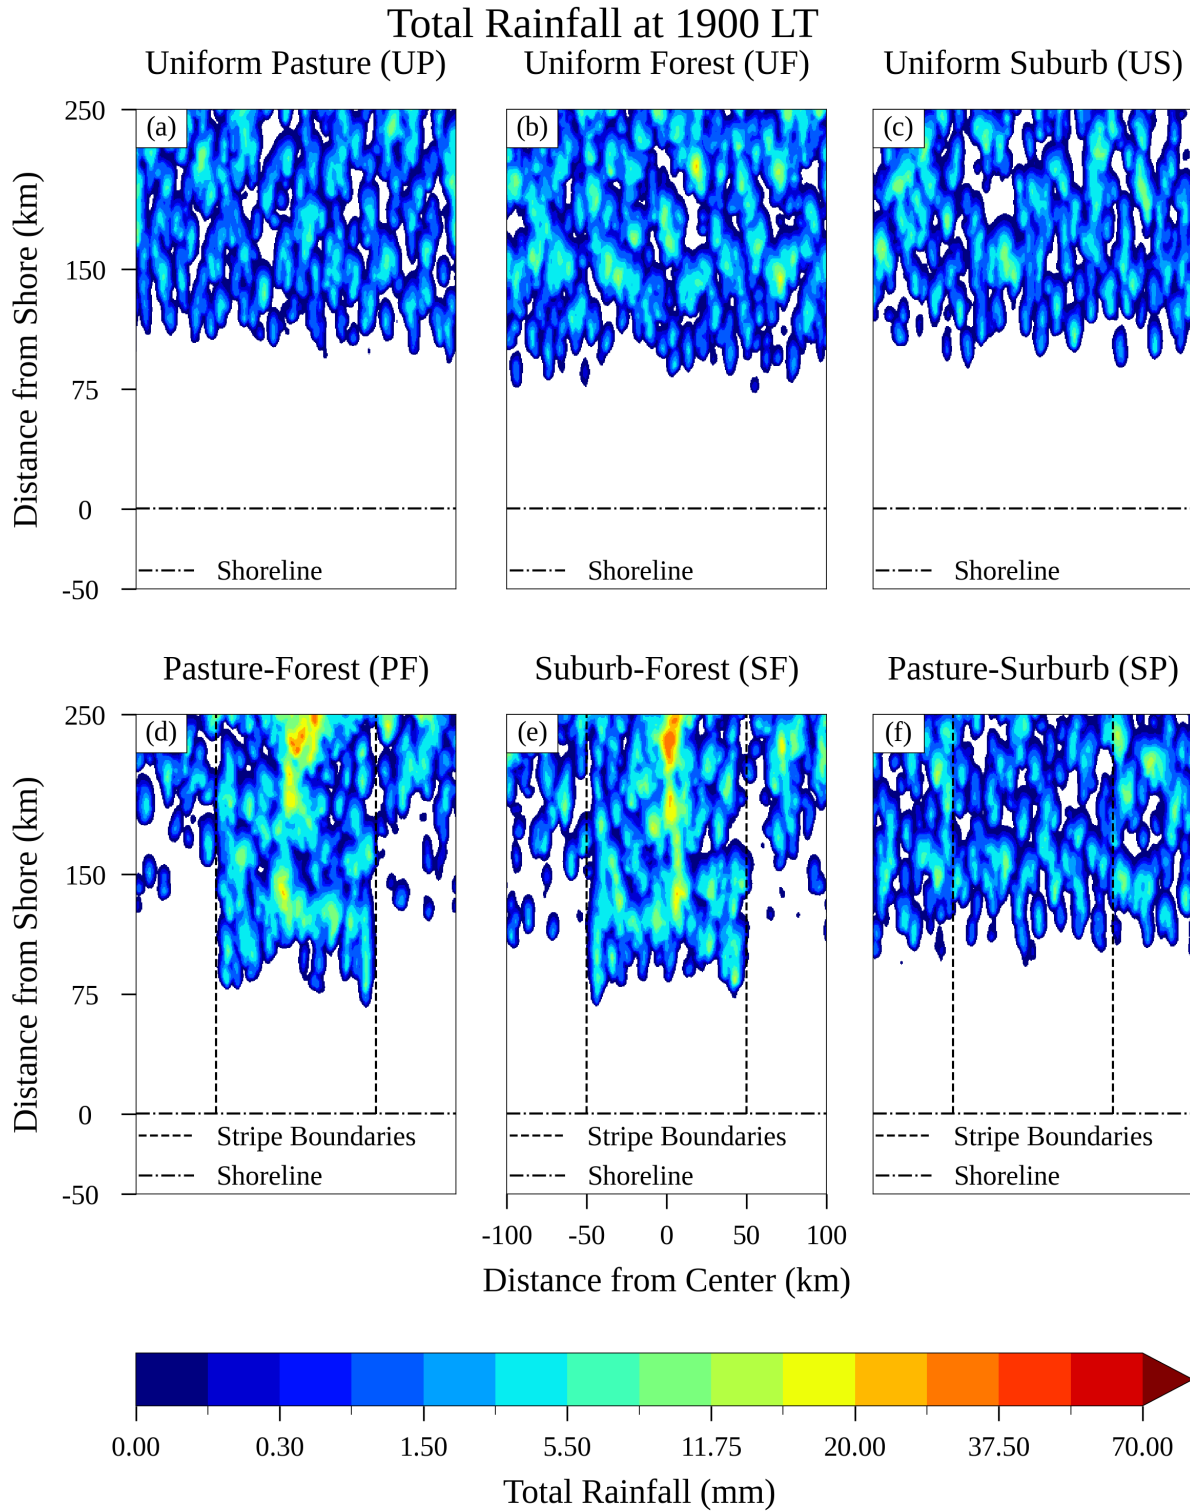 Total Rainfall at 1900 LT
Uniform Pasture (UP) Uniform Forest (UF) Uniform Suburb (US)
250 (a) (b) (c)
Distance from Shore (km)
150
75
0
Shoreline Shoreline Shoreline
-50
Pasture-Forest (PF) Suburb-Forest (SF) Pasture-Surburb (SP)
250 (d) (e) (f)
Distance from Shore (km)
150
75
0
Stripe Boundaries Stripe Boundaries Stripe Boundaries
Shoreline Shoreline Shoreline
-50
-100 -50 0 50 100
Distance from Center (km)
0.00 0.30 1.50 5.50 11.75 20.00 37.50 70.00
Total Rainfall (mm)